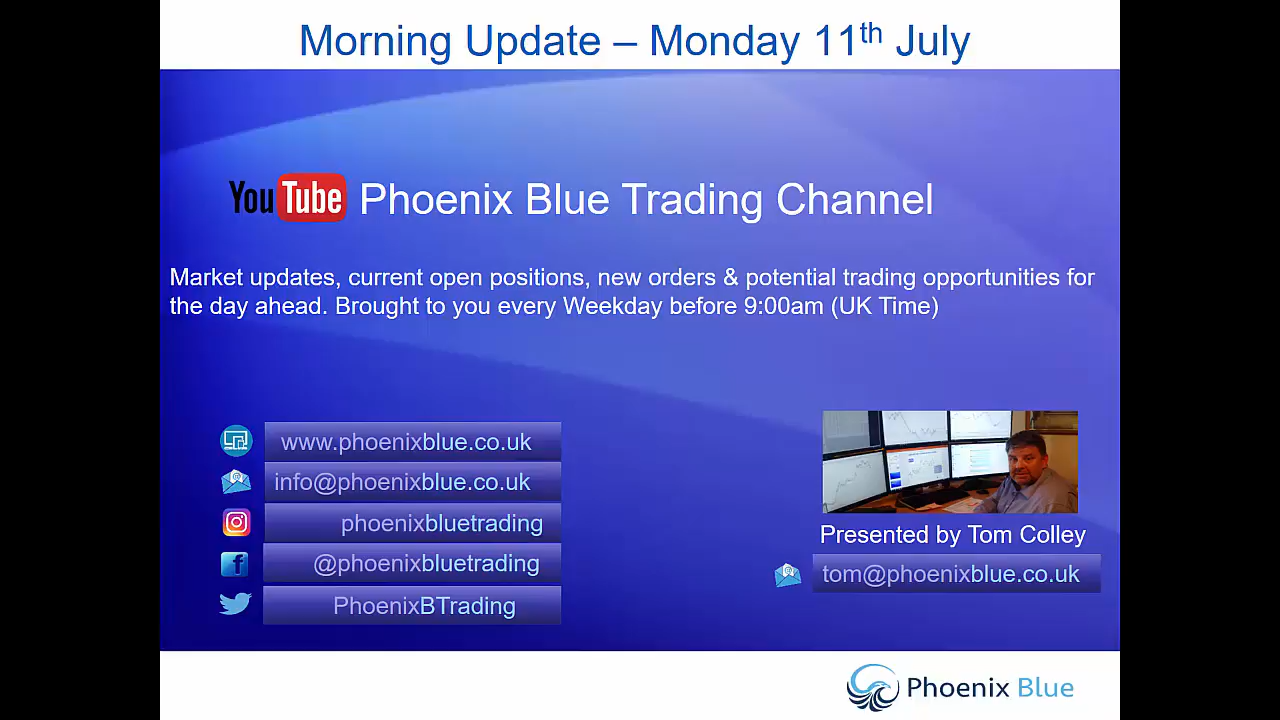 Morning Update – Monday 11th July
YouTube Phoenix Blue Trading Channel
Market updates, current open positions, new orders & potential trading opportunities for
the day ahead. Brought to you every Weekday before 9:00am (UK Time)
www.phoenixblue.co.uk
info@phoenixblue.co.uk
phoenixbluetrading
@phoenixbluetrading
PhoenixBTrading
Presented by Tom Colley
tom@phoenixblue.co.uk
Phoenix Blue